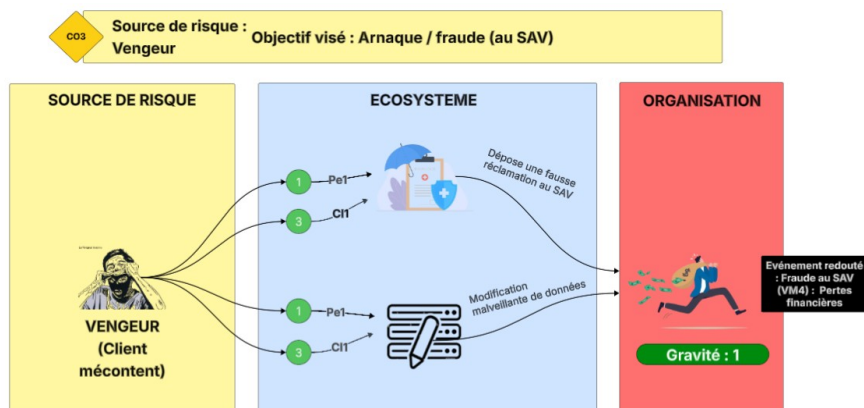 CO3
Source de risque :
Vengeur
Objectif visé : Arnaque / fraude (au SAV)
SOURCE DE RISQUE
ECOSYSTEME
ORGANISATION
1
Pe1
3
Cl1
Dépose une fausse
réclamation au
SAV
1
Pe1
3
Cl1
Modification
malveillante de données
VENGEUR
(Client
mécontent)
Evénement redouté
: Fraude au SAV
(VM4) : Pertes
financières
Gravité : 1